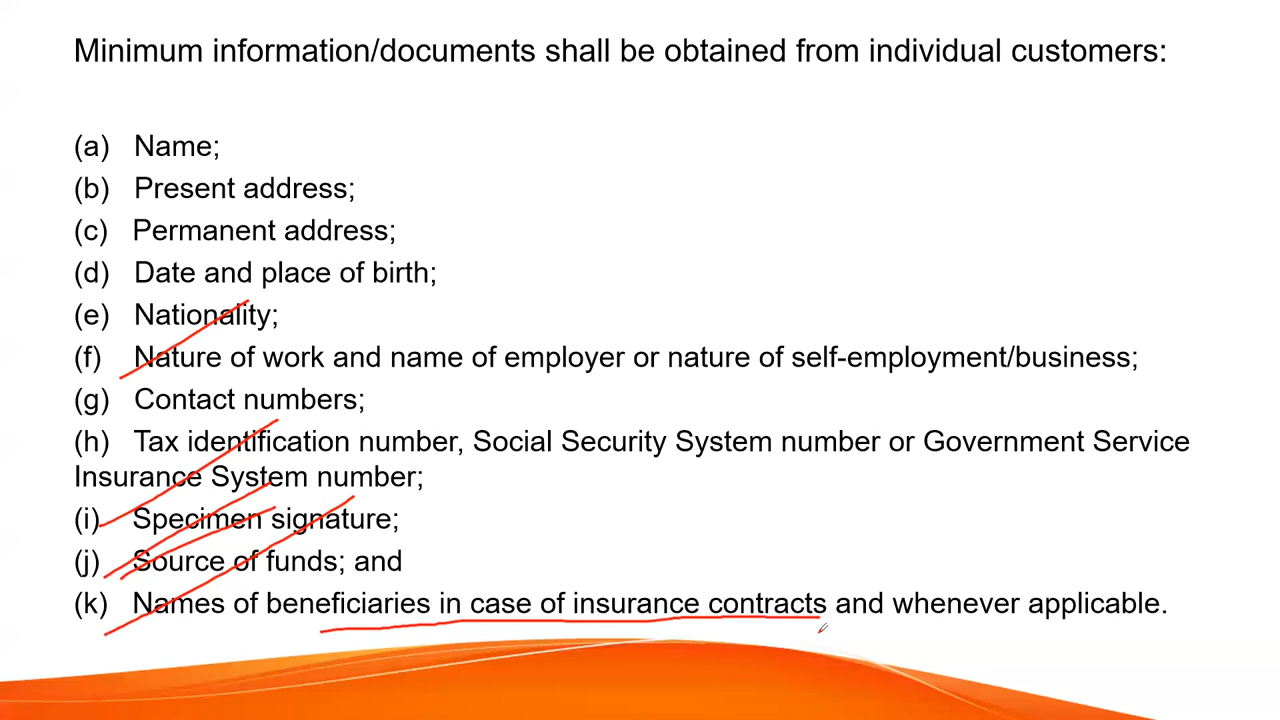 Minimum information/documents shall be obtained from individual customers:
(a) Name;
(b) Present address;
(c) Permanent address;
(d) Date and place of birth;
(e) Nationality;
(f) Nature of work and name of employer or nature of self-employment/business;
(g) Contact numbers;
(h) Tax identification number, Social Security System number or Government Service
Insurance System number;
(i) Specimen signature;
(j) Source of funds; and
(k) Names of beneficiaries in case of insurance contracts and whenever applicable.